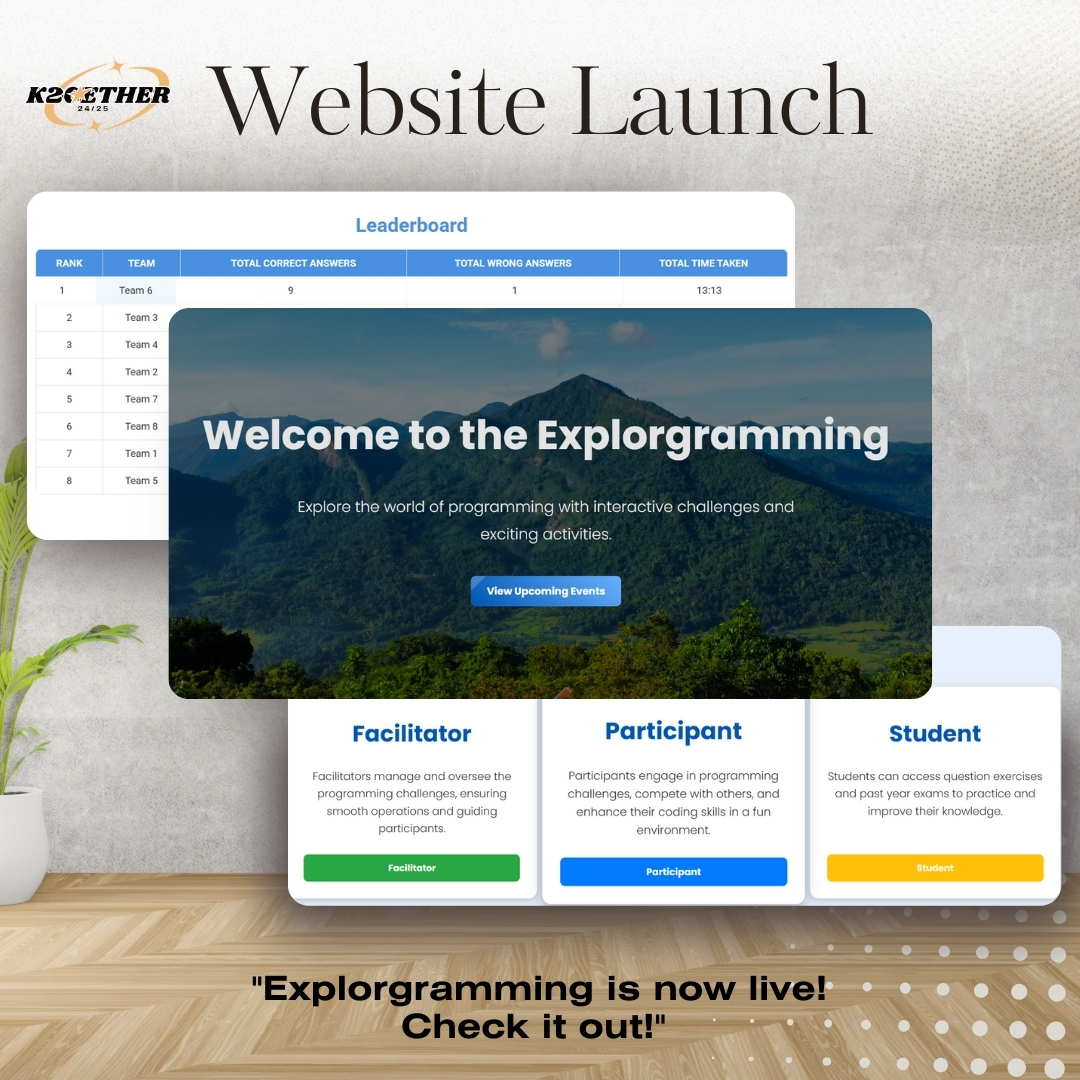 K2GETHER
24/25
Website Launch
Leaderboard
RANK TEAM TOTAL CORRECT ANSWERS TOTAL WRONG ANSWERS TOTAL TIME TAKEN
1 Team 6 9 1 13:13
2 Team 3
3 Team 4
4 Team 2
5 Team 7
6 Team 8
7 Team 1
8 Team 5
Welcome to the Explorgramming
Explore the world of programming with interactive challenges and
exciting activities.
View Upcoming Events
Facilitator
Facilitators manage and oversee the
programming challenges, ensuring
smooth operations and guiding
participants.
Facilitator
Participant
Participants engage in programming
challenges, compete with others, and
enhance their coding skills in a fun
environment.
Participant
Student
Students can access question exercises
and past year exams to practice and
improve their knowledge.
Student
"Explorgramming is now live!
Check it out!"